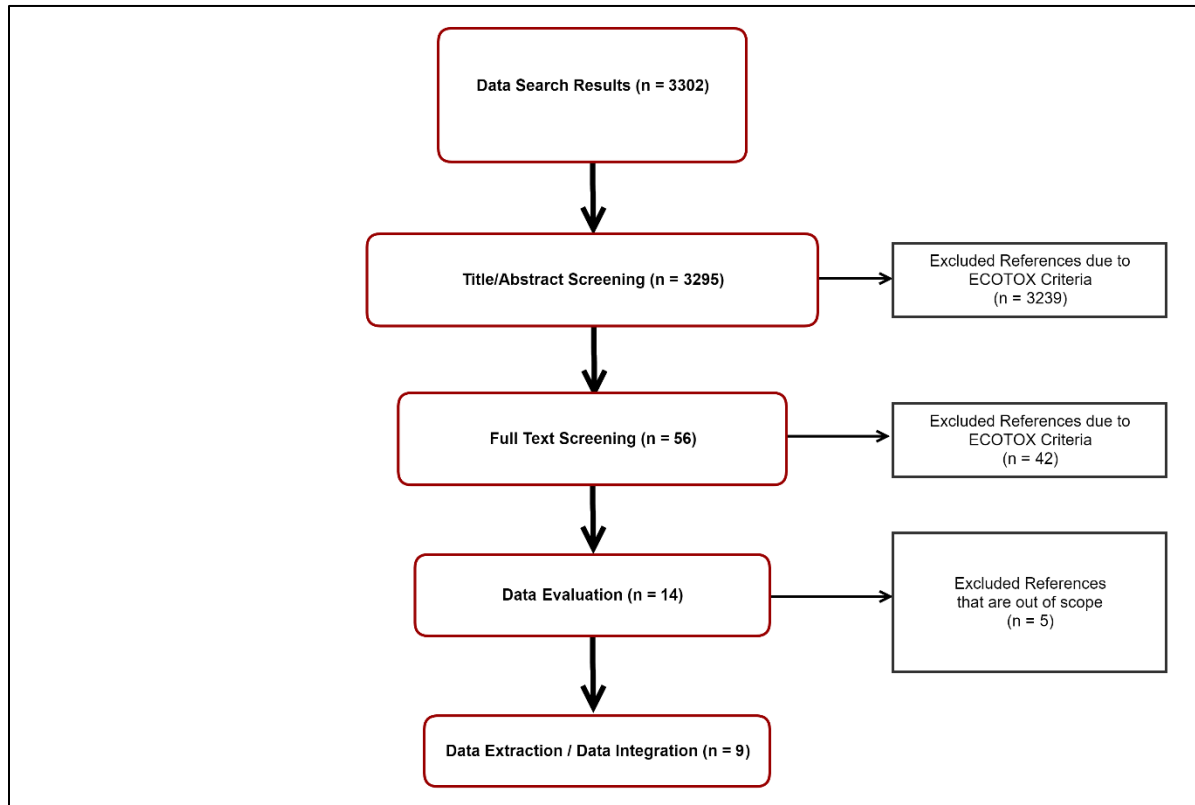 Data Search Results (n = 3302)
Title/Abstract Screening (n = 3295)
Excluded References due to
ECOTOX Criteria
(n = 3239)
Full Text Screening (n = 56)
Excluded References due to
ECOTOX Criteria
(n = 42)
Data Evaluation (n = 14)
Excluded References
that are out of scope
(n = 5)
Data Extraction / Data Integration (n = 9)